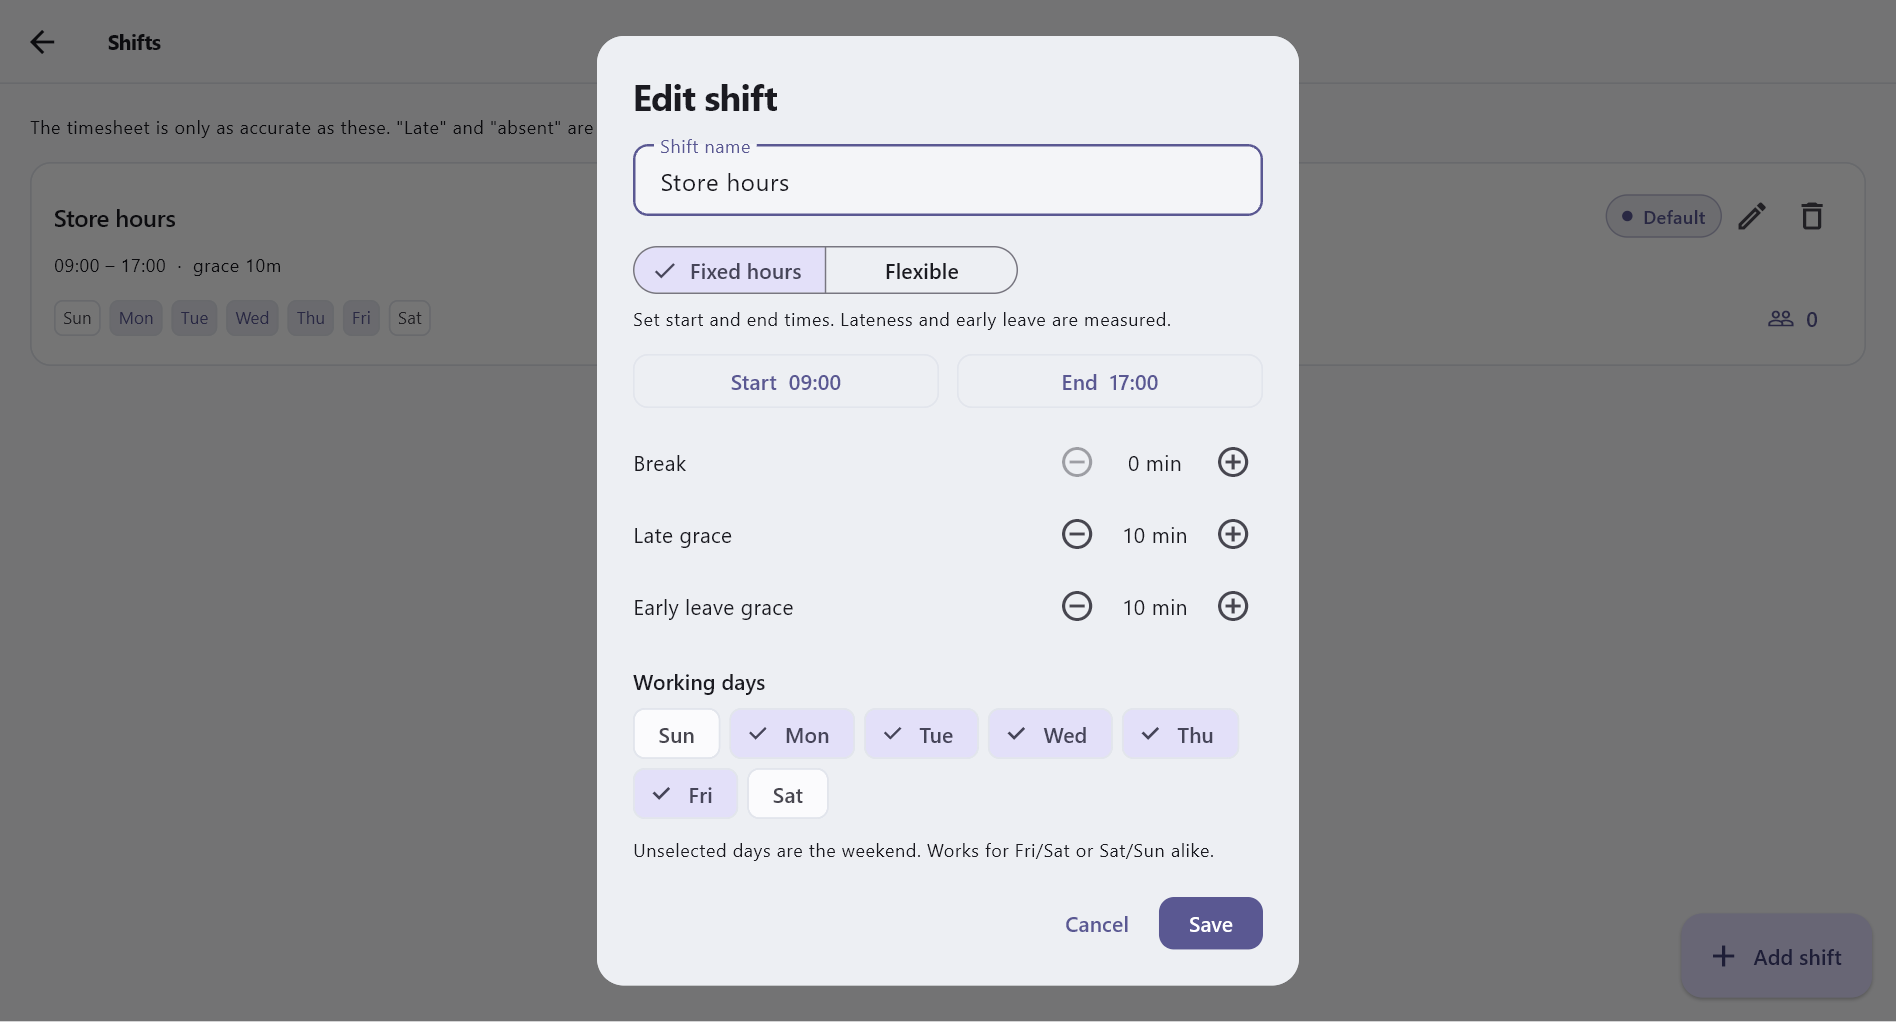 Shifts
The timesheet is only as accurate as these. "Late" and "absent" are
Store hours
Default
09:00 – 17:00 · grace 10m
Sun Mon Tue Wed Thu Fri Sat
0
Edit shift
Shift name
Store hours
Fixed hours Flexible
Set start and end times. Lateness and early leave are measured.
Start 09:00 End 17:00
Break 0 min
Late grace 10 min
Early leave grace 10 min
Working days
Sun Mon Tue Wed Thu
Fri Sat
Unselected days are the weekend. Works for Fri/Sat or Sat/Sun alike.
Cancel Save
Add shift